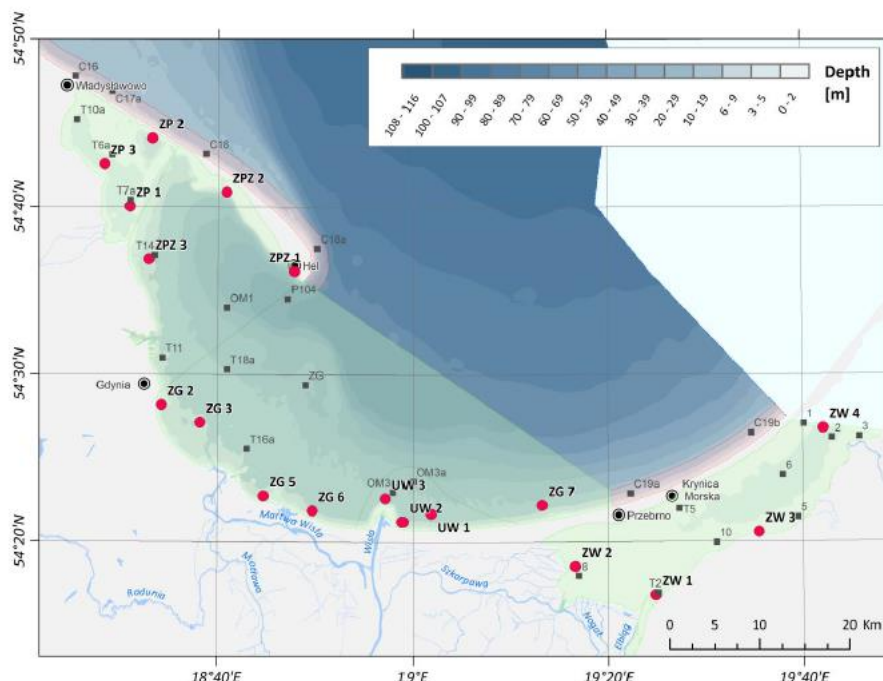 54°50'N
54°40'N
54°30'N
54°20'N
18°40'E
19°E
19°20'E
19°40'E
Depth
[m]
108 - 116
100 - 107
90 - 99
80 - 89
70 - 79
60 - 69
50 - 59
40 - 49
30 - 39
20 - 29
10 - 19
6 - 9
3 - 5
0 - 2
C16
Władysławowo
C17a
T10a
ZP 2
T6a
ZP 3
C18
ZPZ 2
T7a
ZP 1
T14
ZPZ 3
C18a
ZPZ 1
Hel
P104
OM1
T11
T18a
Gdynia
ZG
ZG 2
ZG 3
T16a
C19b
1
ZW 4
2
3
OM3a
OM3
6
ZG 5
ZG 6
UW 3
UW 2
UW 1
ZG 7
C19a
Krynica
Morska
T5
Przebrno
5
ZW 3
10
Martwa Wisła
Wisła
Motława
Radunia
Szkarpawa
Nogat
Elbląg
ZW 2
8
T2
ZW 1
0 5 10 15 20 Km